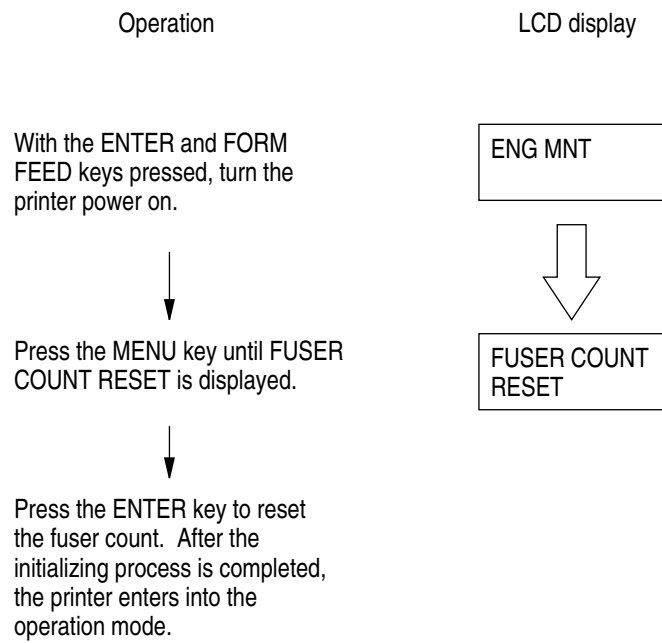 Operation
LCD display
With the ENTER and FORM
FEED keys pressed, turn the
printer power on.
ENG MNT
Press the MENU key until FUSER
COUNT RESET is displayed.
FUSER COUNT
RESET
Press the ENTER key to reset
the fuser count.  After the
initializing process is completed,
the printer enters into the
operation mode.